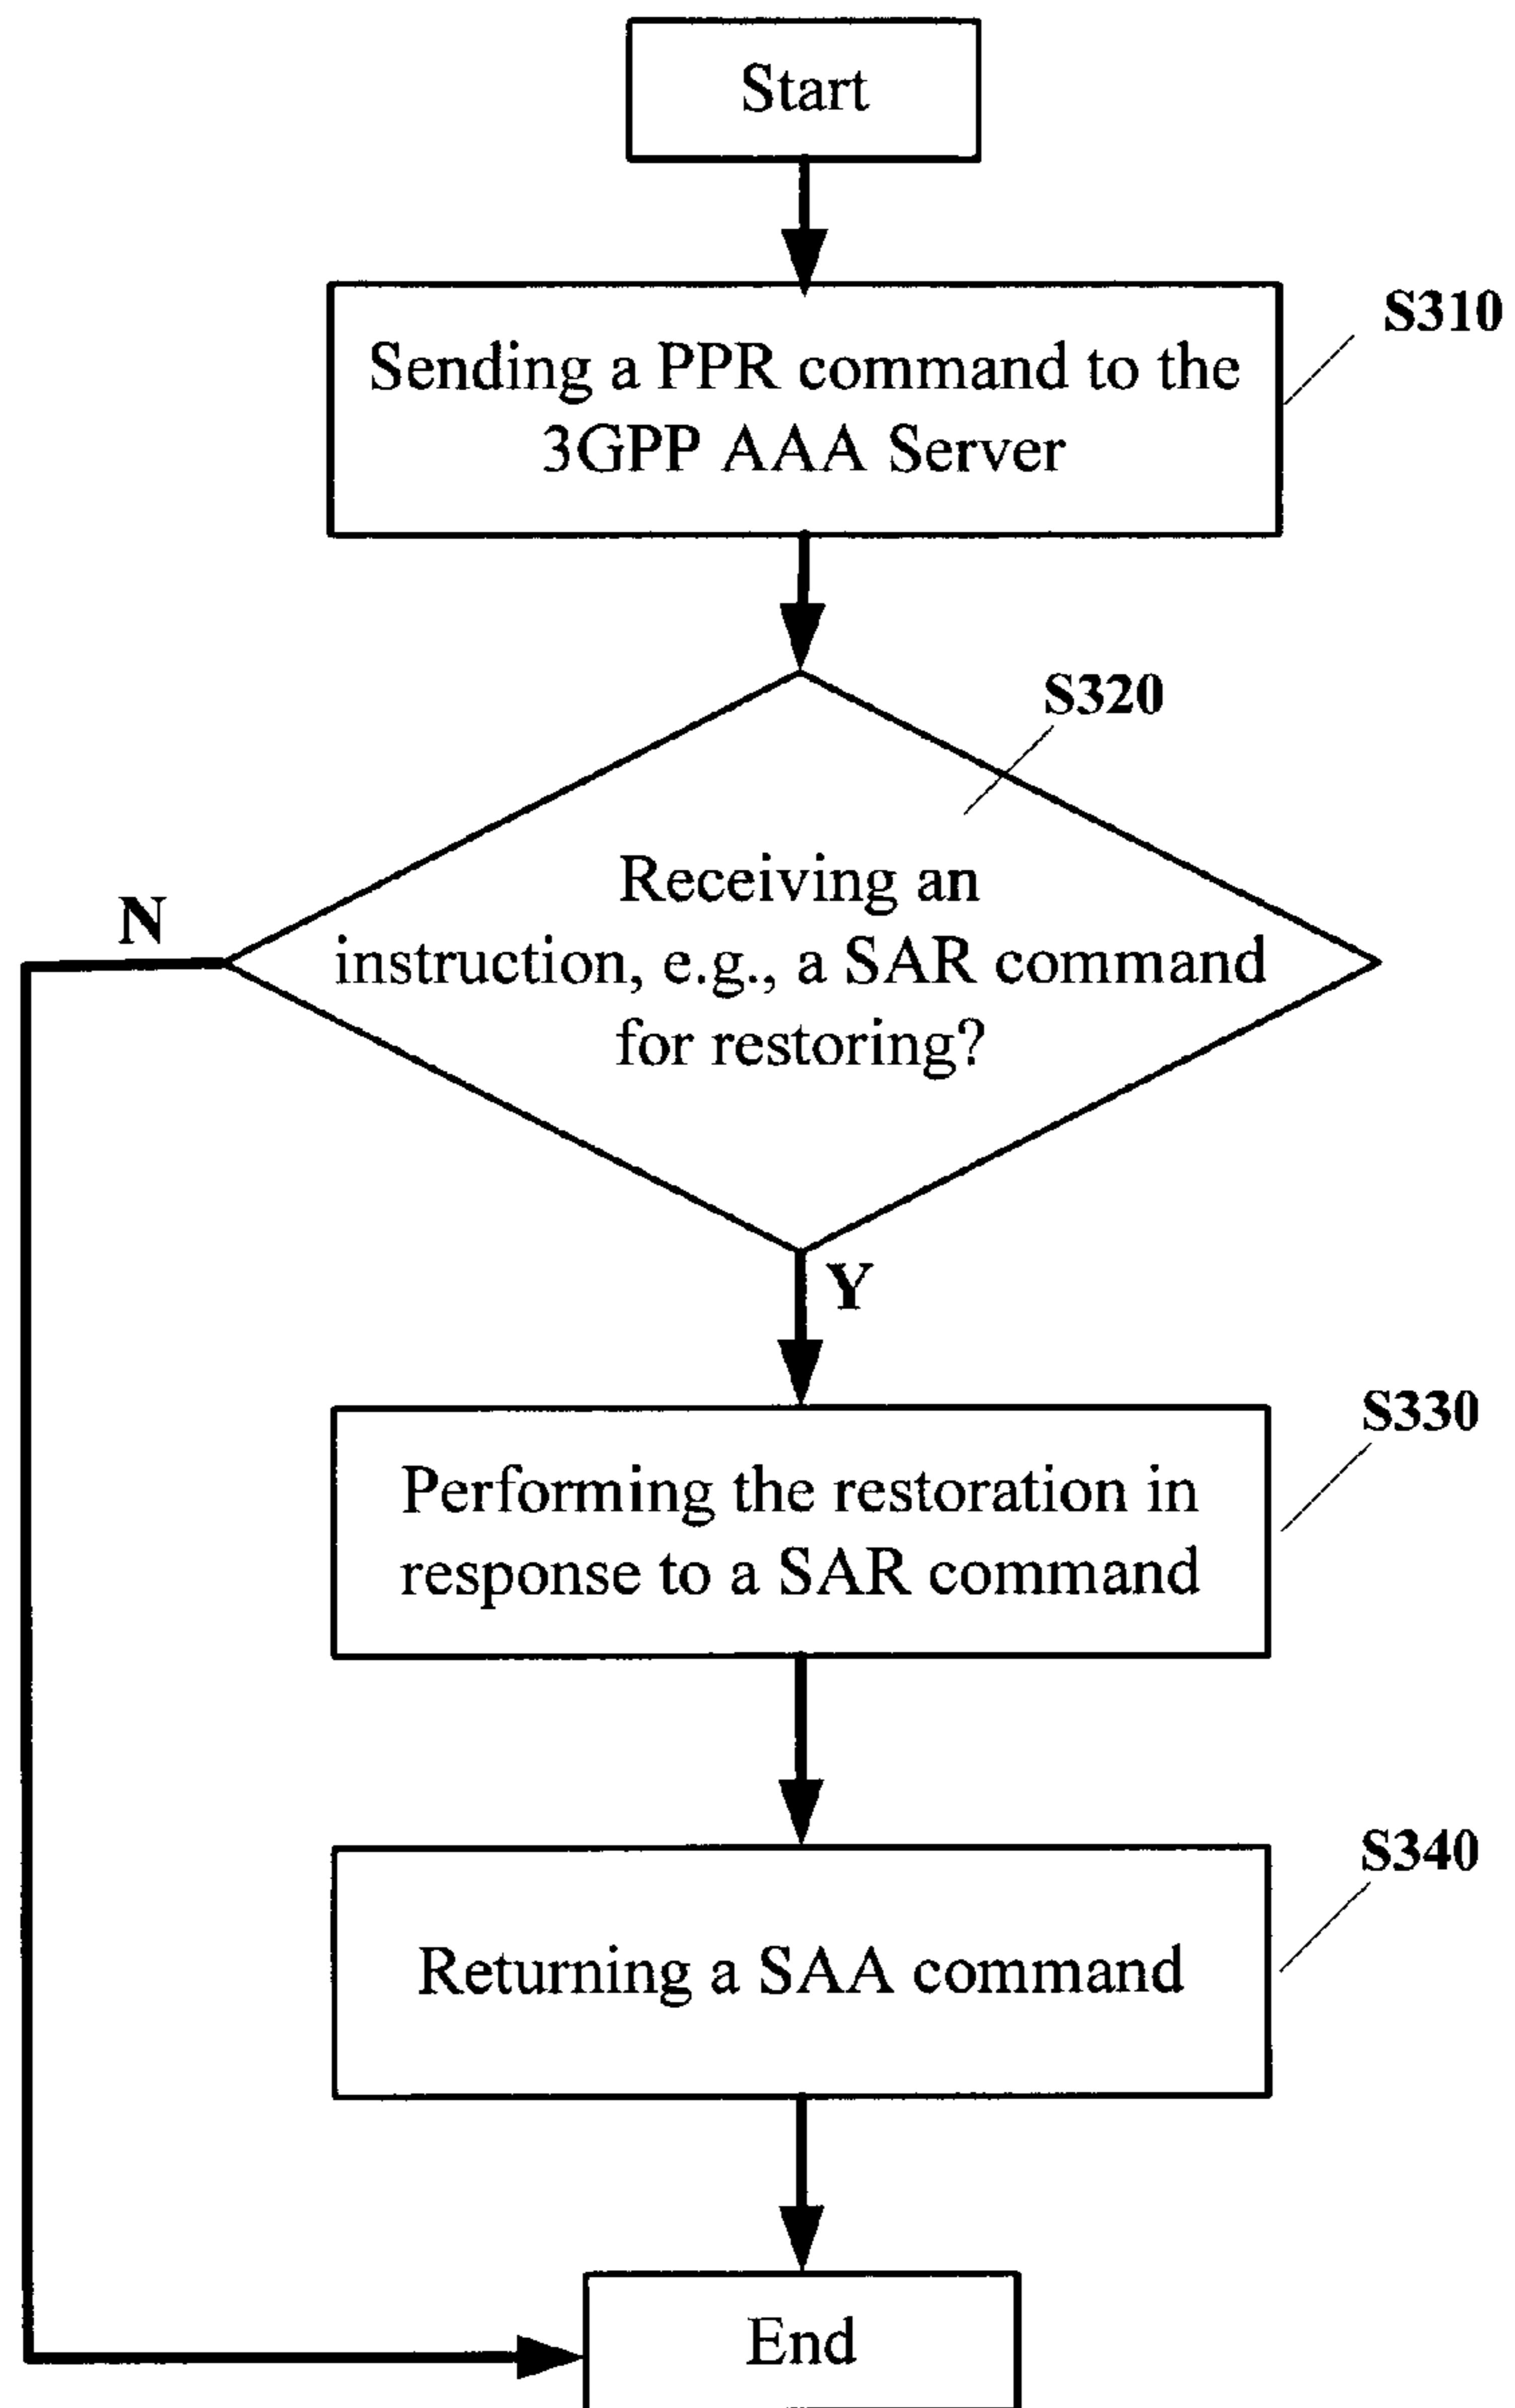 Start
S310
Sending a PPR command to the
3GPP AAA Server
S320
Receiving an
instruction, e.g., a SAR command
for restoring?
N
Y
S330
Performing the restoration in
response to a SAR command
S340
Returning a SAA command
End